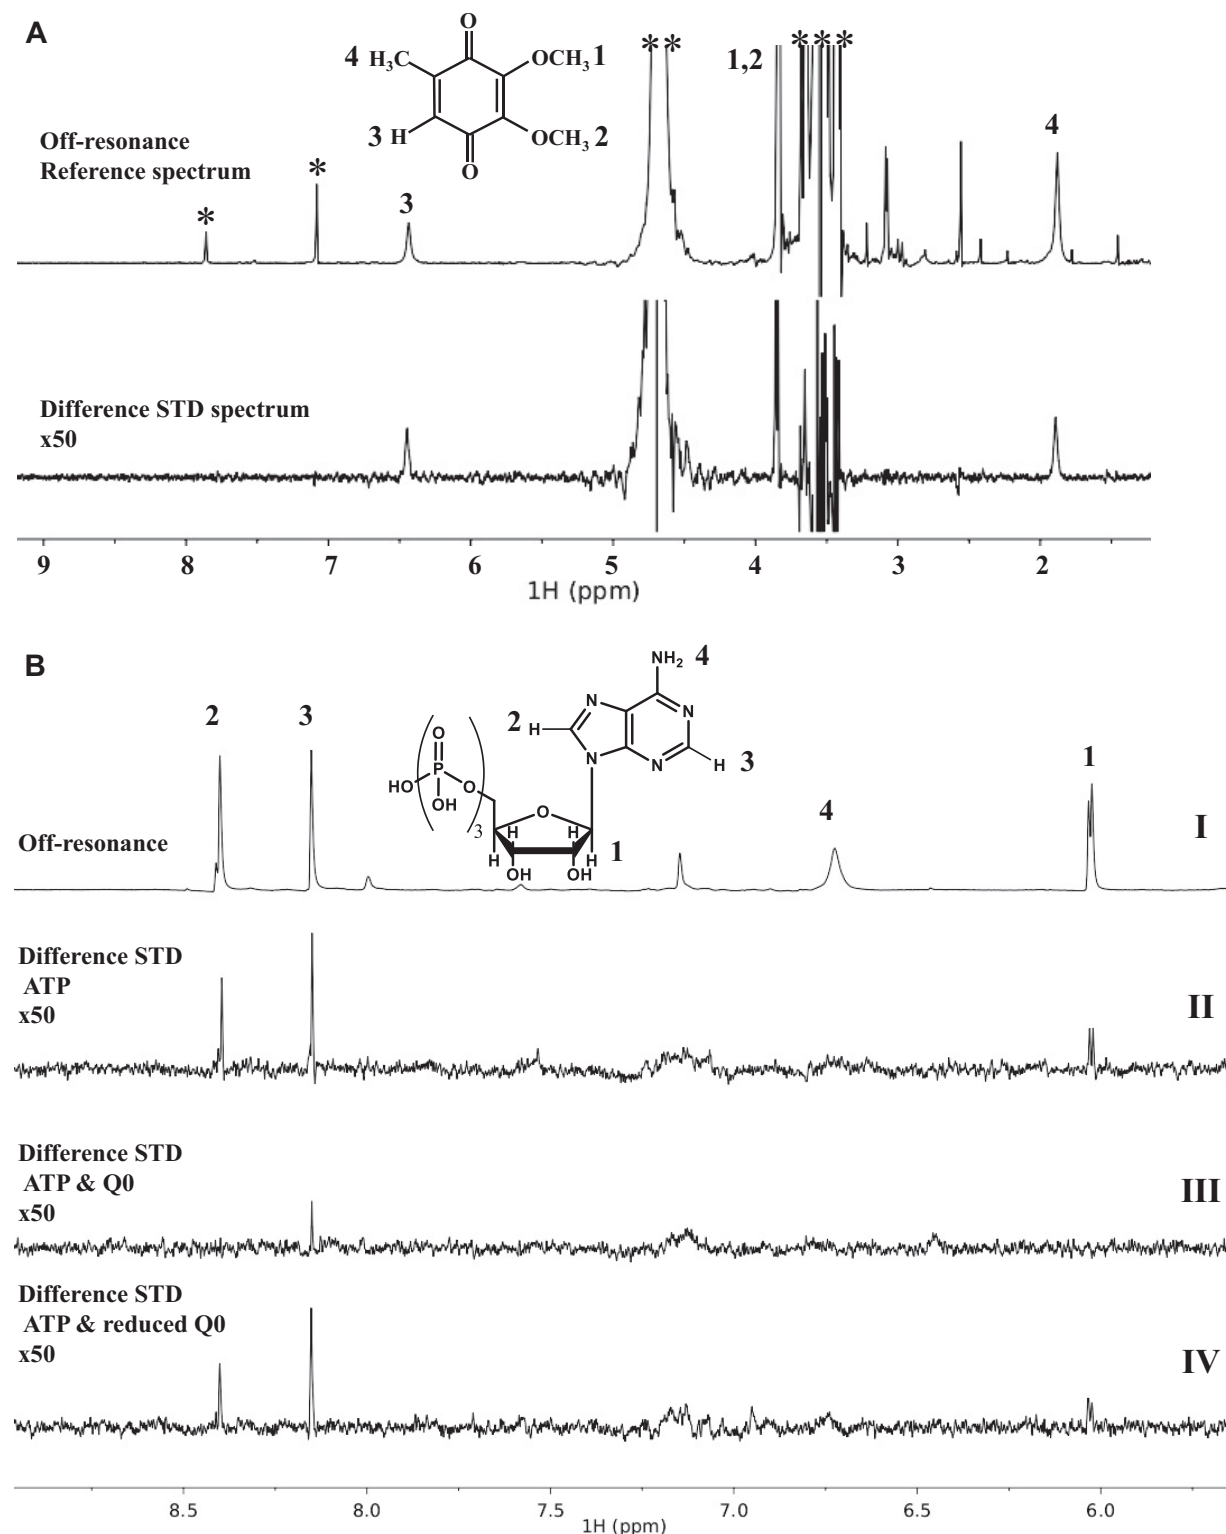 A
O
4 H₃C
OCH₃ 1
3 H
OCH₃ 2
O
* *
1,2
* * *
Off-resonance
Reference spectrum
*
*
3
4
Difference STD spectrum
x50
9 8 7 6 5 4 3 2
1H (ppm)
B
NH₂ 4
2
3
N
N
2 H
N
N
H 3
O
HO P O
OH
3
O
H H
H H
OH OH
1
4
1
Off-resonance
I
Difference STD
ATP
x50
II
Difference STD
ATP & Q0
x50
III
Difference STD
ATP & reduced Q0
x50
IV
8.5 8.0 7.5 7.0 6.5 6.0
1H (ppm)